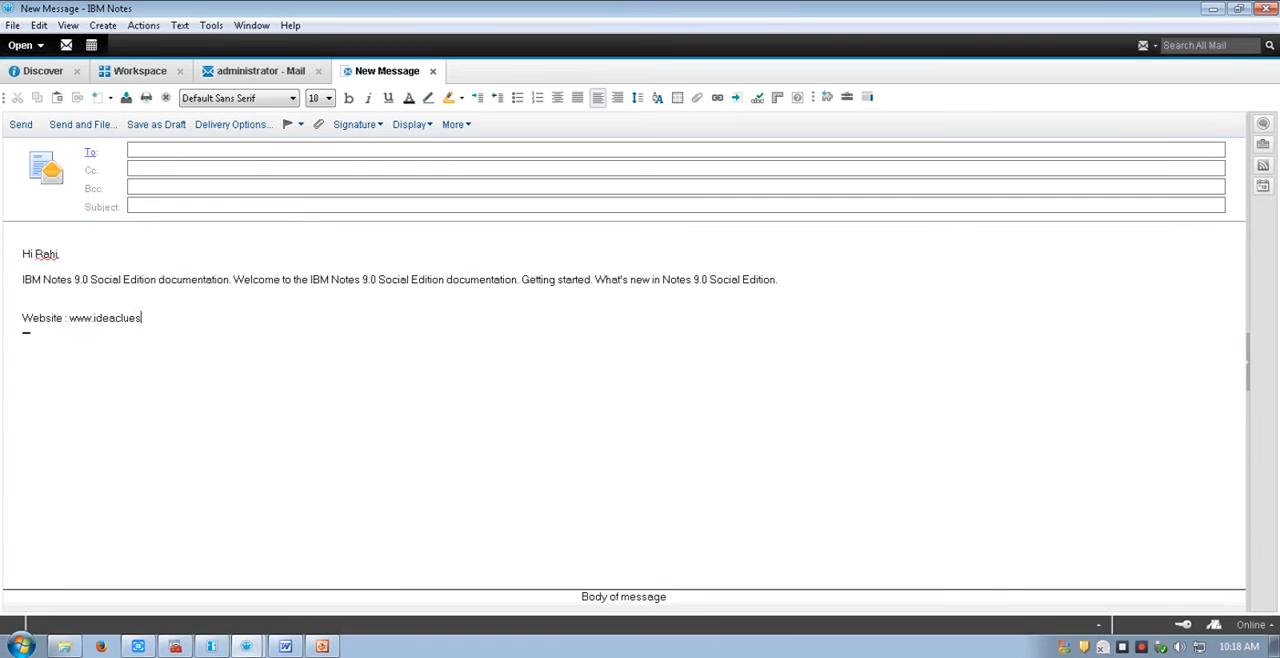 New Message - IBM Notes
File Edit View Create Actions Text Tools Window Help
Open Search All Mail
Discover Workspace administrator - Mail New Message
Default Sans Serif 10 b i U A
Send Send and File... Save as Draft Delivery Options... Signature Display More
To:
Cc:
Bcc:
Subject:
Hi Rahi,
IBM Notes 9.0 Social Edition documentation. Welcome to the IBM Notes 9.0 Social Edition documentation. Getting started. What's new in Notes 9.0 Social Edition.
Website : www.ideaclues
Body of message
Online
10:18 AM